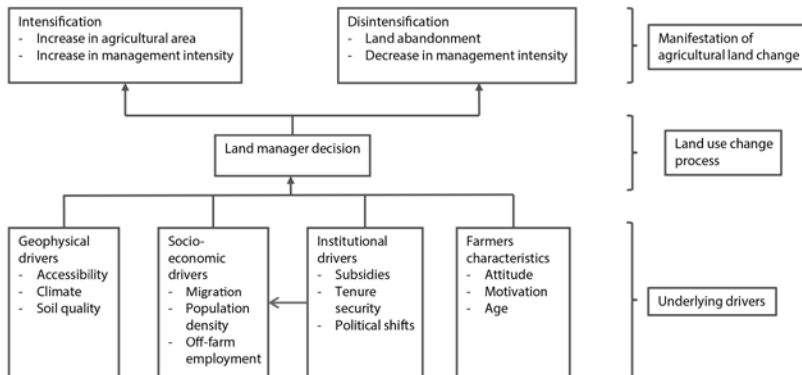 Intensification
- Increase in agricultural area
- Increase in management intensity
Disintensification
- Land abandonment
- Decrease in management intensity
Manifestation of
agricultural land change
Land manager decision
Land use change
process
Geophysical
drivers
- Accessibility
- Climate
- Soil quality
Socio-
economic
drivers
- Migration
- Population
density
- Off-farm
employment
Institutional
drivers
- Subsidies
- Tenure
security
- Political shifts
Farmers
characteristics
- Attitude
- Motivation
- Age
Underlying drivers